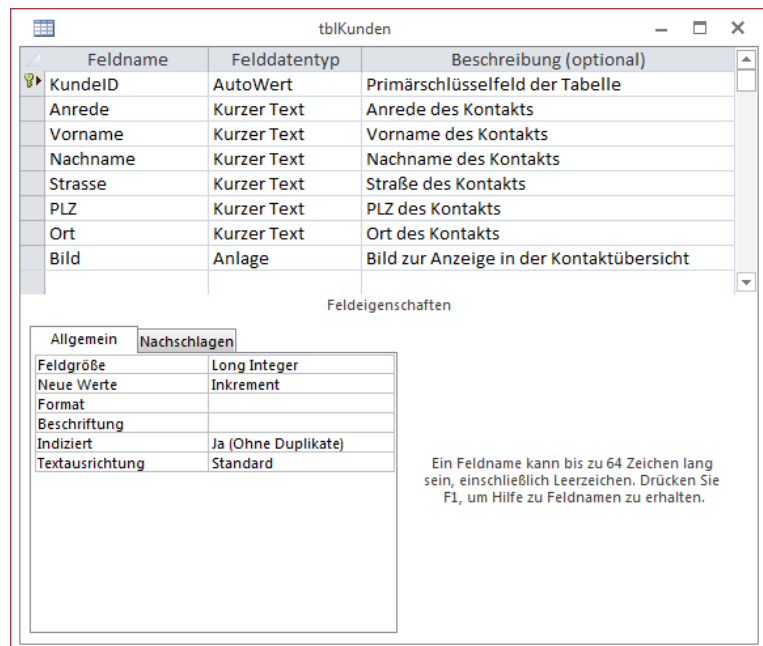 tblKunden
Feldname Felddatentyp Beschreibung (optional)
KundeID AutoWert Primärschlüsselfeld der Tabelle
Anrede Kurzer Text Anrede des Kontakts
Vorname Kurzer Text Vorname des Kontakts
Nachname Kurzer Text Nachname des Kontakts
Strasse Kurzer Text Straße des Kontakts
PLZ Kurzer Text PLZ des Kontakts
Ort Kurzer Text Ort des Kontakts
Bild Anlage Bild zur Anzeige in der Kontaktübersicht
Feldeigenschaften
Allgemein Nachschlagen
Feldgröße Long Integer
Neue Werte Inkrement
Format
Beschriftung
Indiziert Ja (Ohne Duplikate)
Textausrichtung Standard
Ein Feldname kann bis zu 64 Zeichen lang
sein, einschließlich Leerzeichen. Drücken Sie
F1, um Hilfe zu Feldnamen zu erhalten.